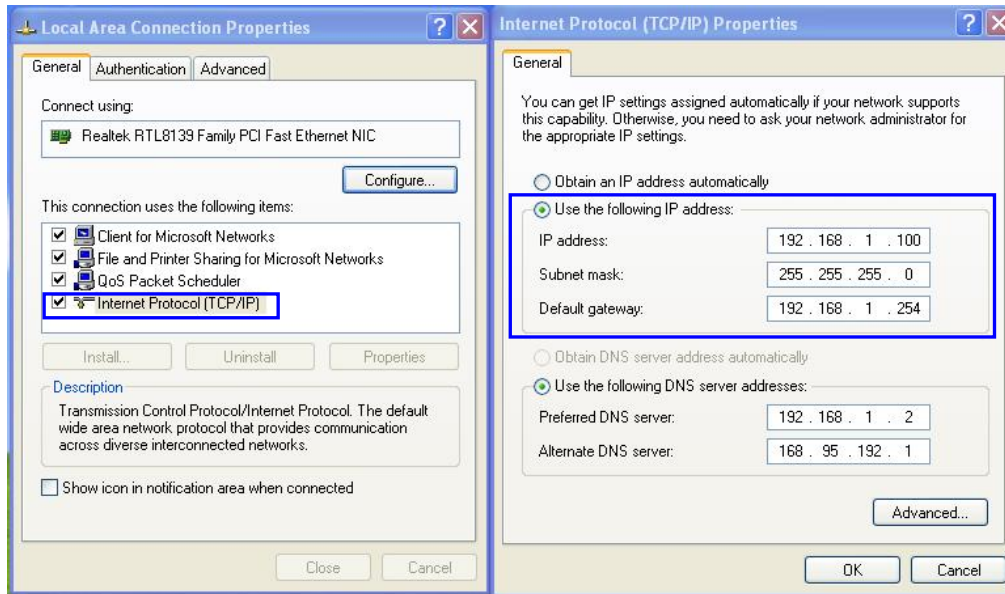 Local Area Connection Properties
General Authentication Advanced
Connect using:
Realtek RTL8139 Family PCI Fast Ethernet NIC
Configure...
This connection uses the following items:
Client for Microsoft Networks
File and Printer Sharing for Microsoft Networks
QoS Packet Scheduler
Internet Protocol (TCP/IP)
Install... Uninstall Properties
Description
Transmission Control Protocol/Internet Protocol. The default
wide area network protocol that provides communication
across diverse interconnected networks.
Show icon in notification area when connected
Close Cancel
Internet Protocol (TCP/IP) Properties
General
You can get IP settings assigned automatically if your network supports
this capability. Otherwise, you need to ask your network administrator for
the appropriate IP settings.
Obtain an IP address automatically
Use the following IP address:
IP address: 192 . 168 . 1 . 100
Subnet mask: 255 . 255 . 255 . 0
Default gateway: 192 . 168 . 1 . 254
Obtain DNS server address automatically
Use the following DNS server addresses:
Preferred DNS server: 192 . 168 . 1 . 2
Alternate DNS server: 168 . 95 . 192 . 1
Advanced...
OK Cancel